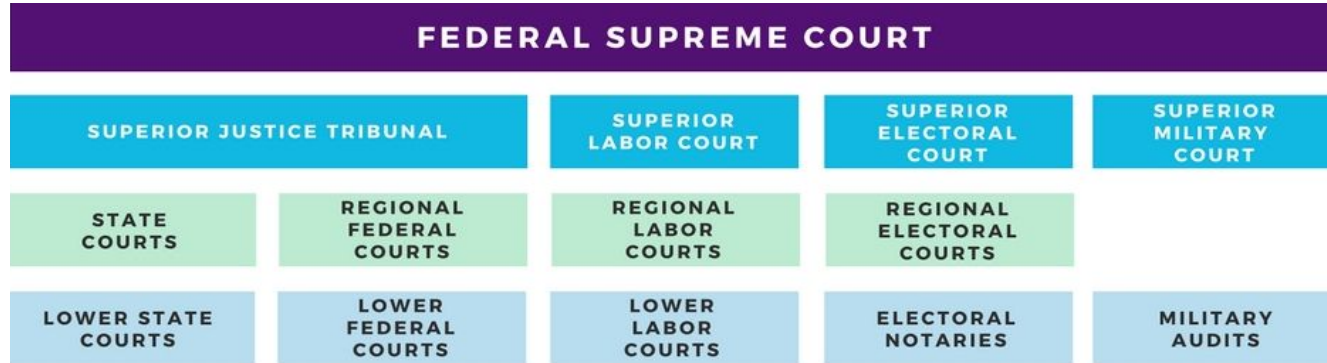 FEDERAL SUPREME COURT
SUPERIOR JUSTICE TRIBUNAL
SUPERIOR
LABOR COURT
SUPERIOR
ELECTORAL
COURT
SUPERIOR
MILITARY
COURT
STATE
COURTS
REGIONAL
FEDERAL
COURTS
REGIONAL
LABOR
COURTS
REGIONAL
ELECTORAL
COURTS
LOWER STATE
COURTS
LOWER
FEDERAL
COURTS
LOWER
LABOR
COURTS
ELECTORAL
NOTARIES
MILITARY
AUDITS